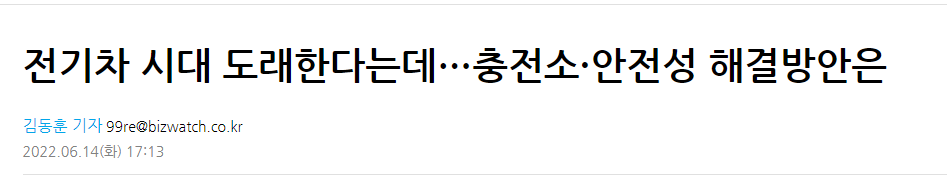 전기차 시대 도래한다는데…충전소·안전성 해결방안은
김동훈 기자 99re@bizwatch.co.kr
2022.06.14(화) 17:13